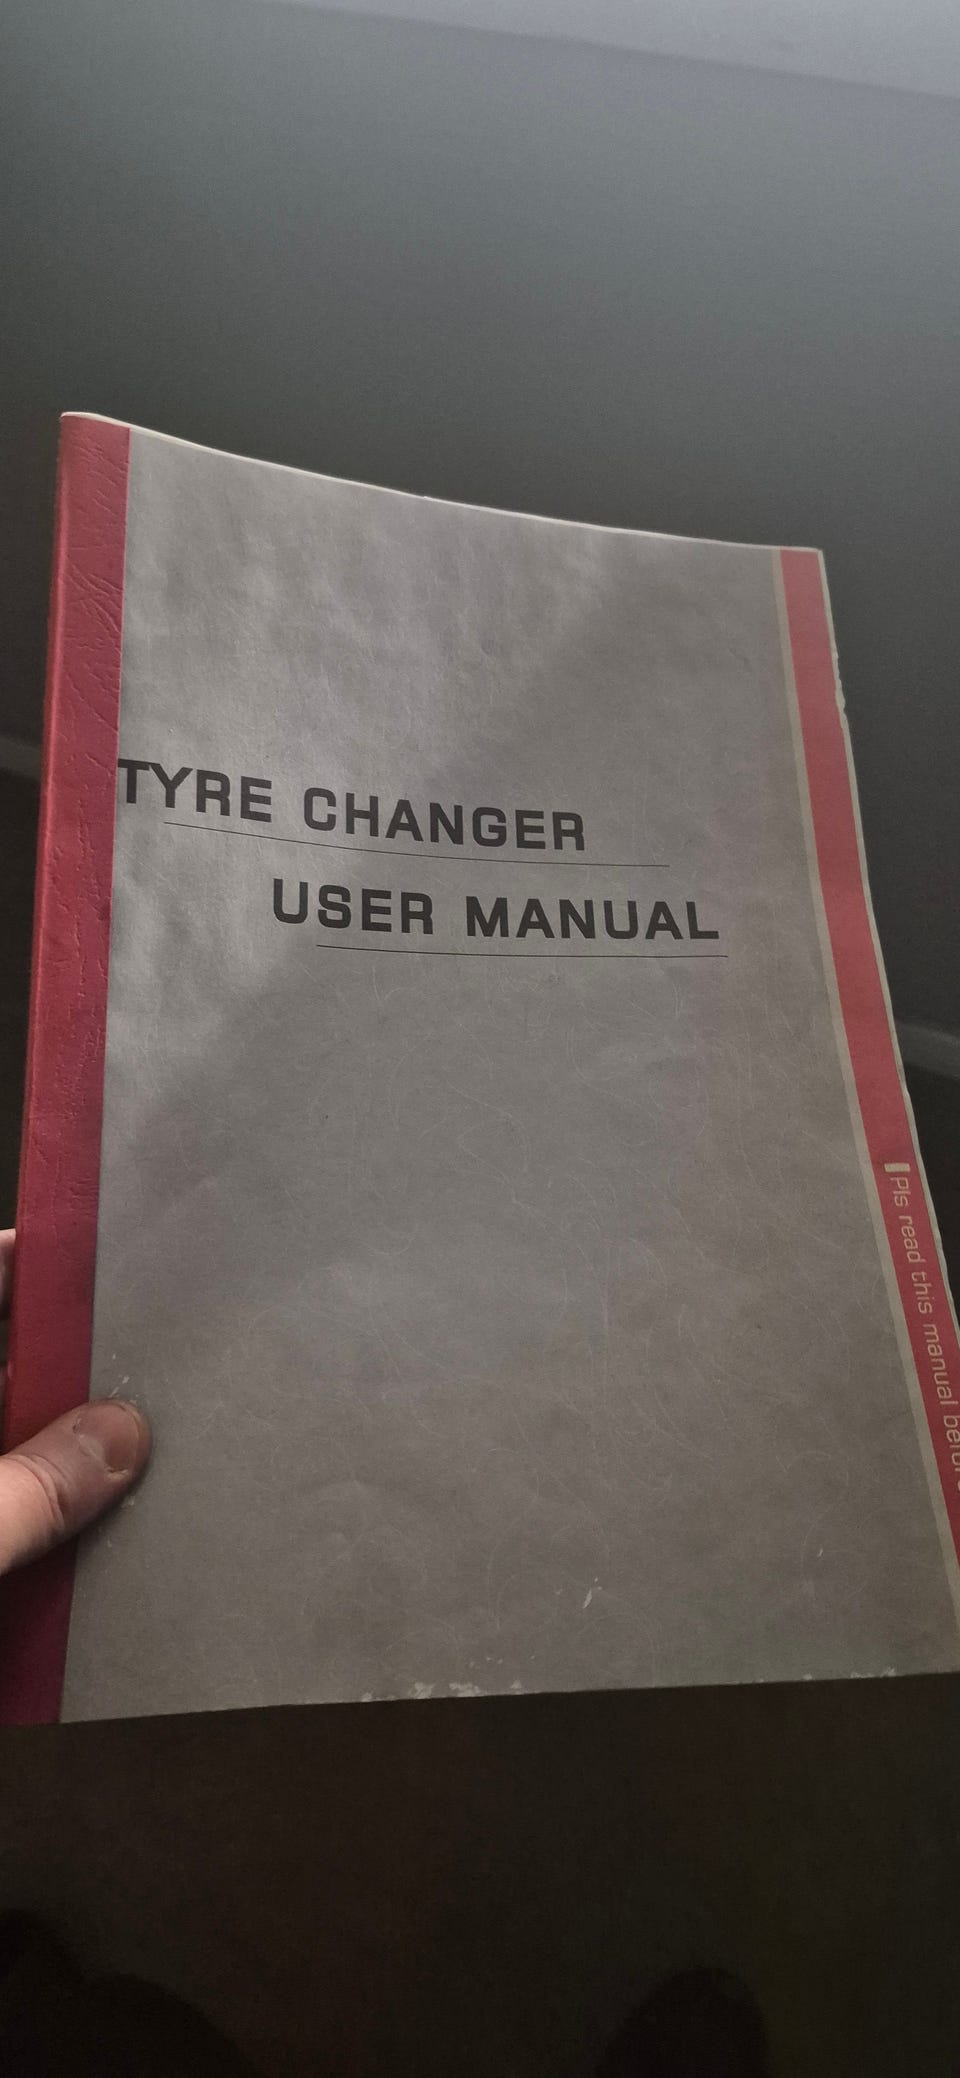 TYRE CHANGER
USER MANUAL
Pls read this manual